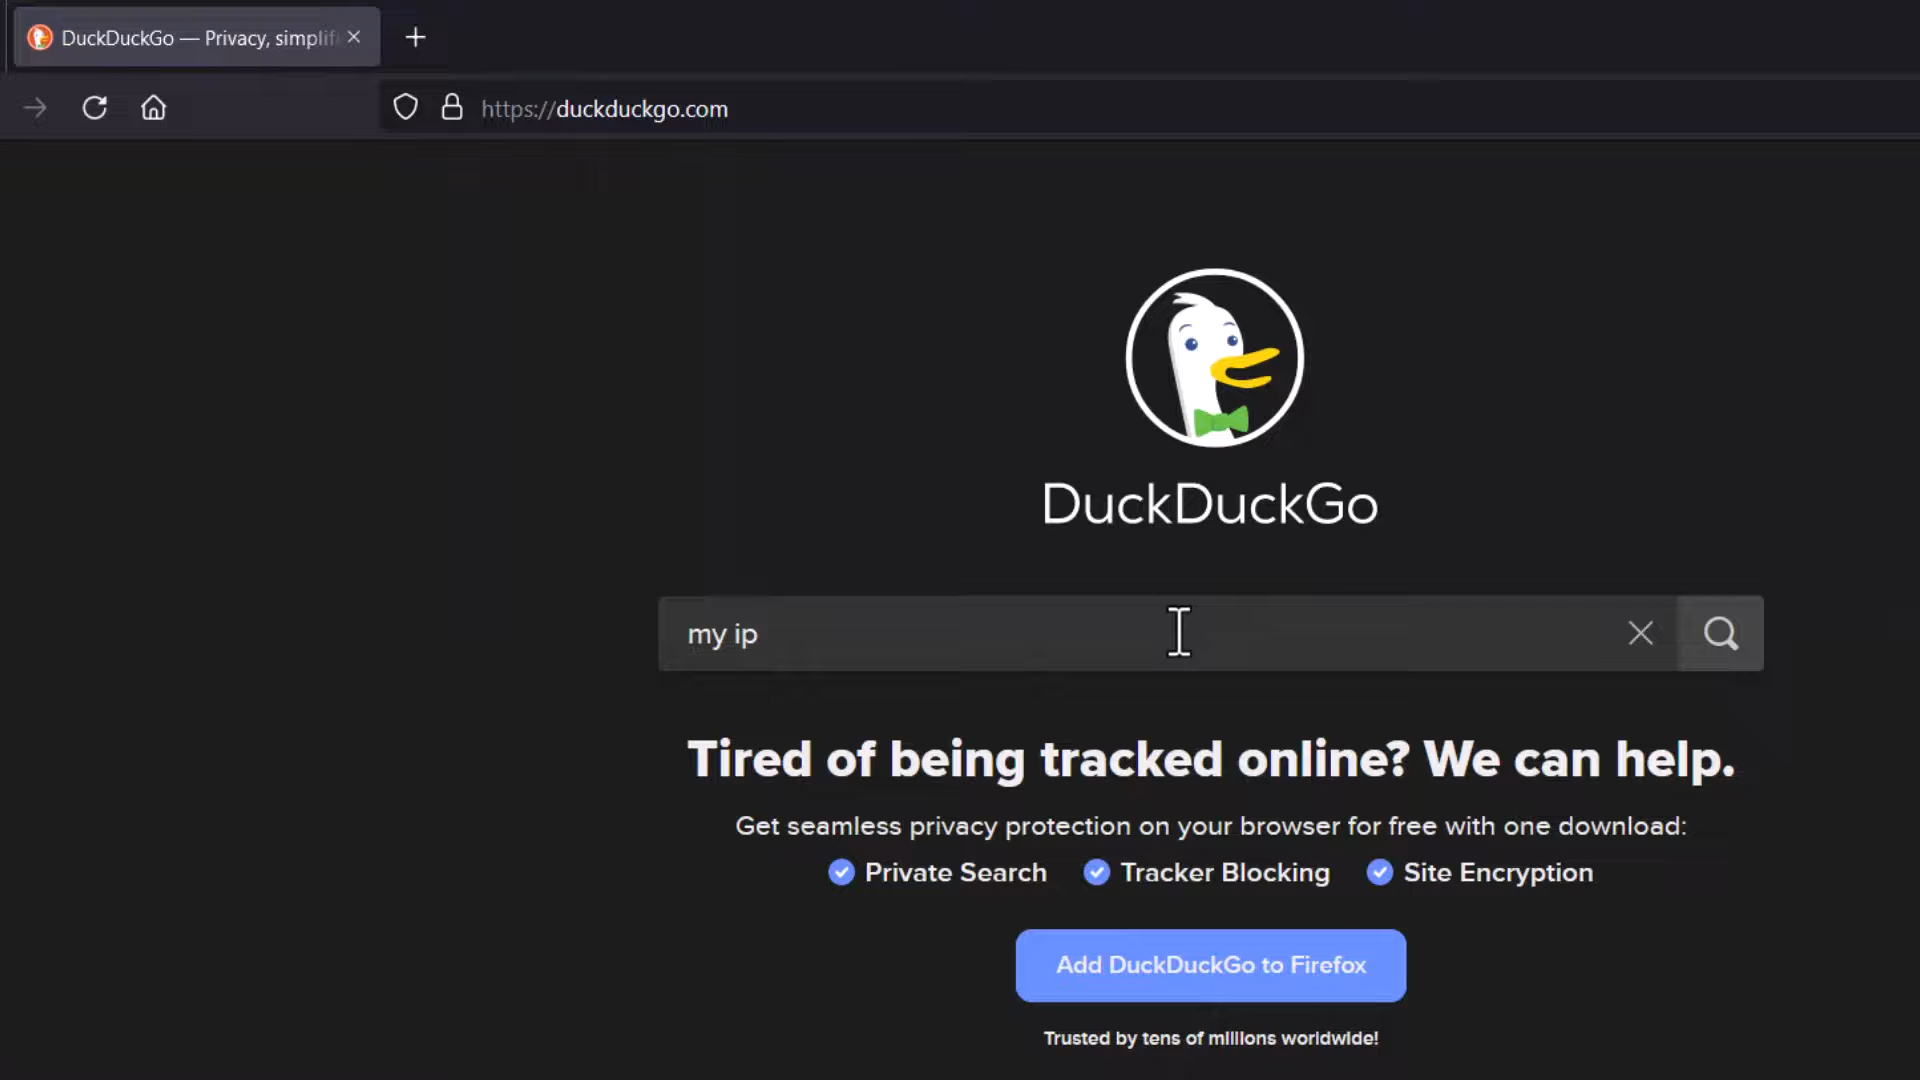 DuckDuckGo — Privacy, simplif
https://duckduckgo.com
DuckDuckGo
my ip
Tired of being tracked online? We can help.
Get seamless privacy protection on your browser for free with one download:
Private Search Tracker Blocking Site Encryption
Add DuckDuckGo to Firefox
Trusted by tens of millions worldwide!